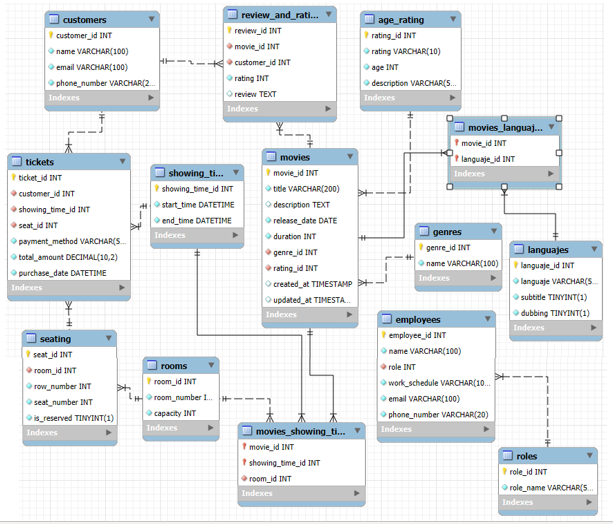 customers
customer_id INT
name VARCHAR(100)
email VARCHAR(100)
phone_number VARCHAR(2...
Indexes
review_and_rati...
review_id INT
movie_id INT
customer_id INT
rating INT
review TEXT
Indexes
age_rating
rating_id INT
rating VARCHAR(10)
age INT
description VARCHAR(5...
Indexes
movies_languaj...
movie_id INT
languaje_id INT
Indexes
tickets
ticket_id INT
customer_id INT
showing_time_id INT
seat_id INT
payment_method VARCHAR(5...
total_amount DECIMAL(10,2)
purchase_date DATETIME
Indexes
showing_ti...
showing_time_id INT
start_time DATETIME
end_time DATETIME
Indexes
movies
movie_id INT
title VARCHAR(200)
description TEXT
release_date DATE
duration INT
genre_id INT
rating_id INT
created_at TIMESTAMP
updated_at TIMESTA...
Indexes
genres
genre_id INT
name VARCHAR(100)
Indexes
languajes
languaje_id INT
languaje VARCHAR(5...
subtitle TINYINT(1)
dubbing TINYINT(1)
Indexes
seating
seat_id INT
room_id INT
row_number INT
seat_number INT
is_reserved TINYINT(1)
Indexes
rooms
room_id INT
room_number I...
capacity INT
Indexes
movies_showing_ti...
movie_id INT
showing_time_id INT
room_id INT
Indexes
employees
employee_id INT
name VARCHAR(100)
role INT
work_schedule VARCHAR(10...
email VARCHAR(100)
phone_number VARCHAR(20)
Indexes
roles
role_id INT
role_name VARCHAR(5...
Indexes